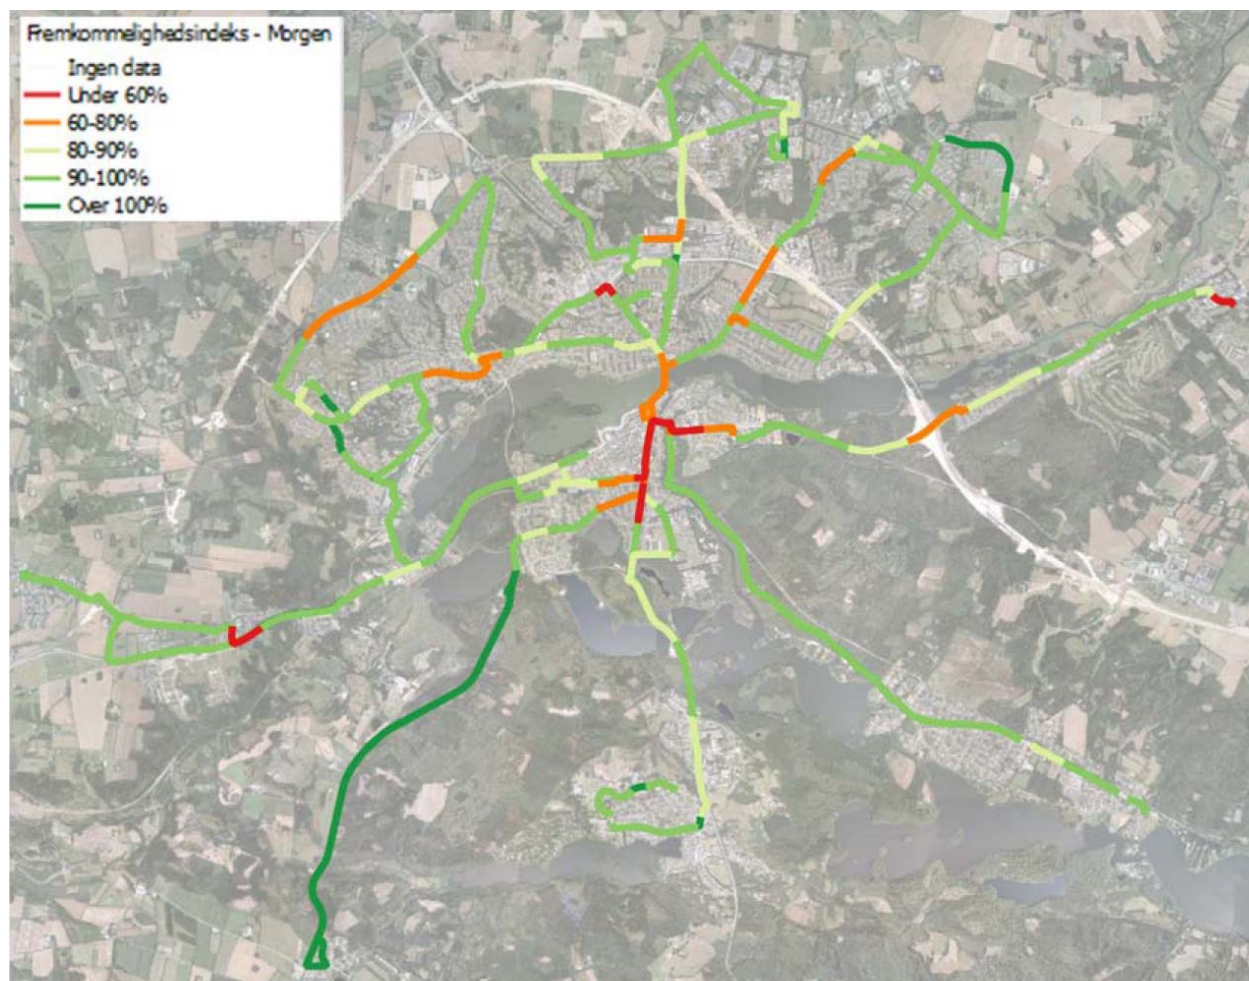 Fremkommelighedsindeks - Morgen
Ingen data
Under 60%
60-80%
80-90%
90-100%
Over 100%